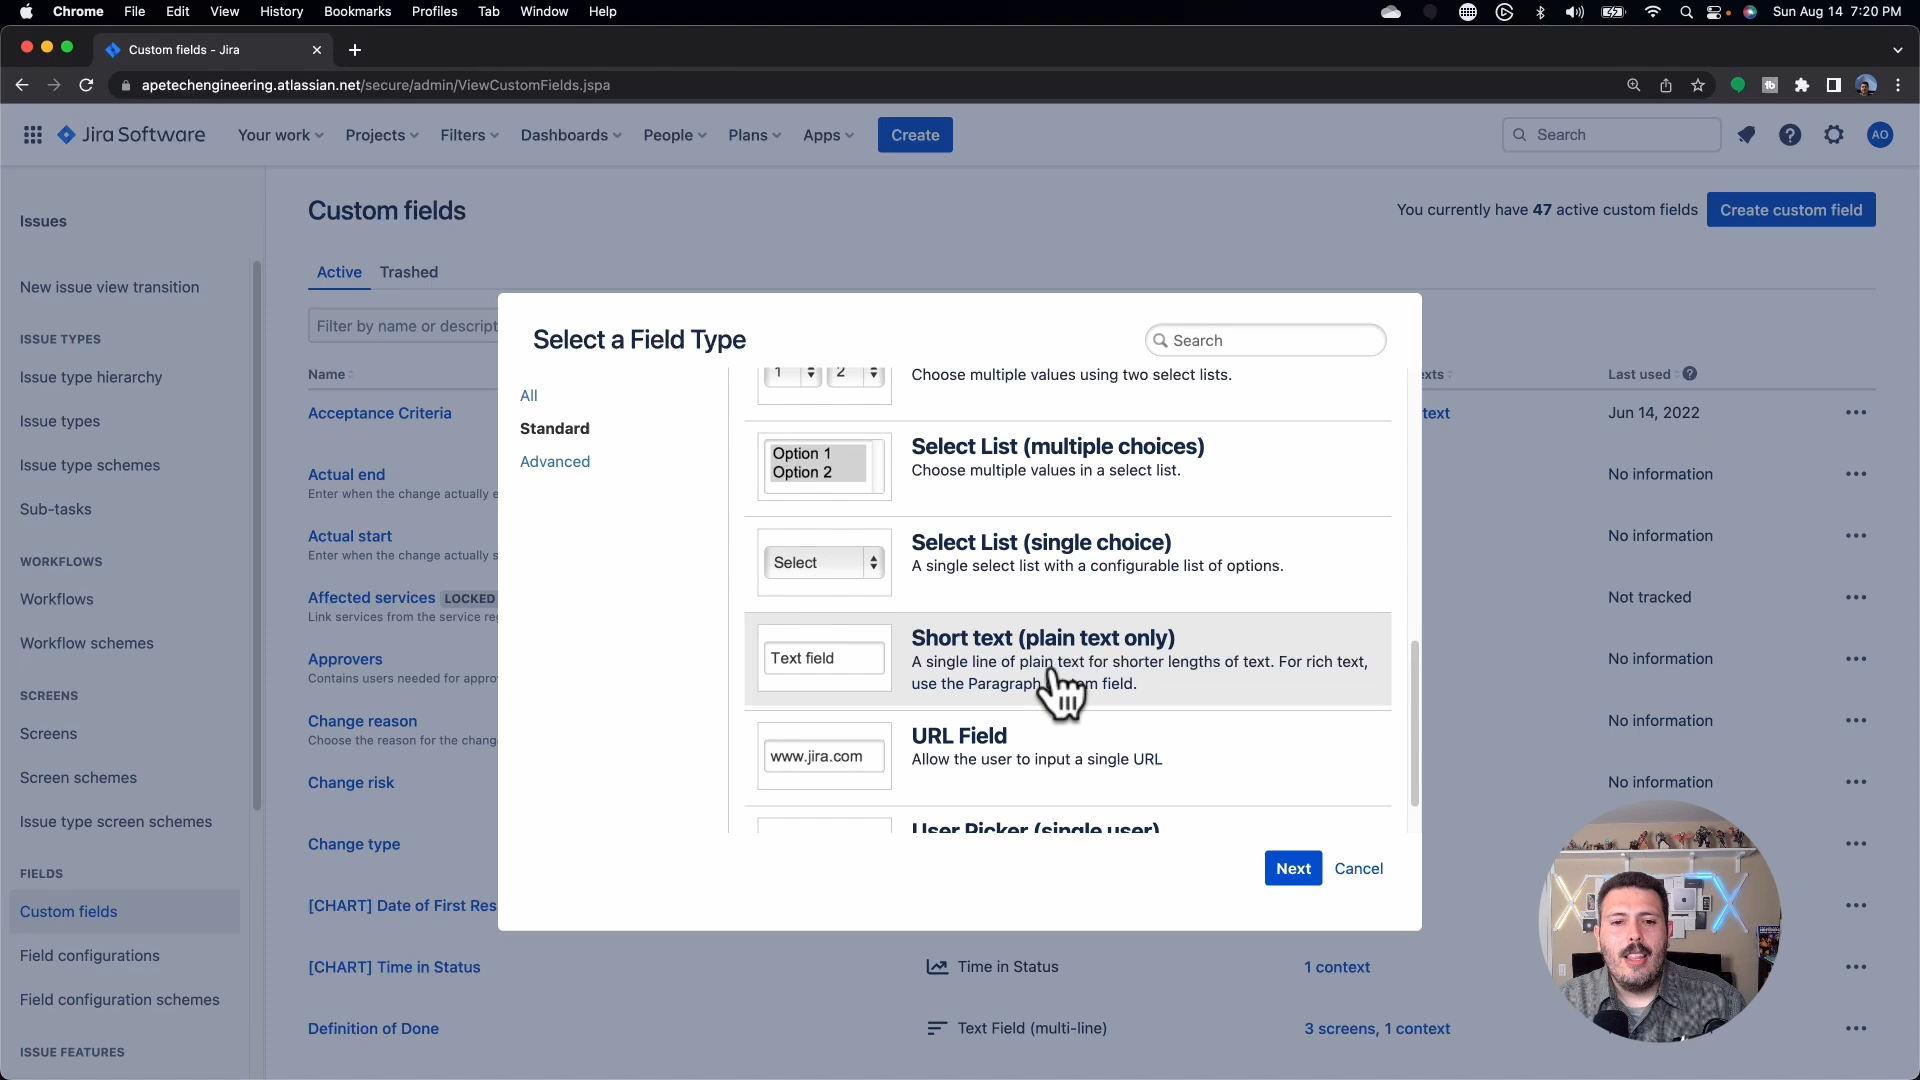 Chrome File Edit View History Bookmarks Profiles Tab Window Help Sun Aug 14 7:20 PM
Custom fields - Jira
apetechengineering.atlassian.net/secure/admin/ViewCustomFields.jspa
Jira Software Your work Projects Filters Dashboards People Plans Apps Create Search AO
Issues
New issue view transition
ISSUE TYPES
Issue type hierarchy
Issue types
Issue type schemes
Sub-tasks
WORKFLOWS
Workflows
Workflow schemes
SCREENS
Screens
Screen schemes
Issue type screen schemes
FIELDS
Custom fields
Field configurations
Field configuration schemes
ISSUE FEATURES
Custom fields
You currently have 47 active custom fields Create custom field
Active Trashed
Filter by name or descript
Name exts Last used
Acceptance Criteria text Jun 14, 2022
Actual end No information
Enter when the change actually e
Actual start No information
Enter when the change actually s
Affected services LOCKED Not tracked
Link services from the service re
Approvers No information
Contains users needed for appro
Change reason No information
Choose the reason for the chang
Change risk No information
Change type
[CHART] Date of First Res
[CHART] Time in Status Time in Status 1 context
Definition of Done Text Field (multi-line) 3 screens, 1 context
Select a Field Type
Search
All
Standard
Advanced
1 2
Choose multiple values using two select lists.
Option 1
Option 2
Select List (multiple choices)
Choose multiple values in a select list.
Select
Select List (single choice)
A single select list with a configurable list of options.
Text field
Short text (plain text only)
A single line of plain text for shorter lengths of text. For rich text,
use the Paragraph m field.
www.jira.com
URL Field
Allow the user to input a single URL
User Picker (single user)
Next Cancel